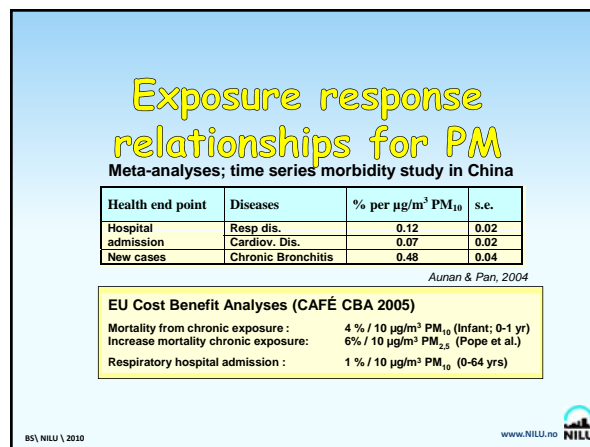 Exposure response
relationships for PM
Meta-analyses; time series morbidity study in China
Health end point Diseases % per µg/m³ PM₁₀ s.e.
Hospital Resp dis. 0.12 0.02
admission Cardiov. Dis. 0.07 0.02
New cases Chronic Bronchitis 0.48 0.04
Aunan & Pan, 2004
EU Cost Benefit Analyses (CAFÉ CBA 2005)
Mortality from chronic exposure : 4 % / 10 µg/m³ PM₁₀ (Infant; 0-1 yr)
Increase mortality chronic exposure: 6% / 10 µg/m³ PM₂,₅ (Pope et al.)
Respiratory hospital admission : 1 % / 10 µg/m³ PM₁₀ (0-64 yrs)
BS\ NILU \ 2010
www.NILU.no NILU